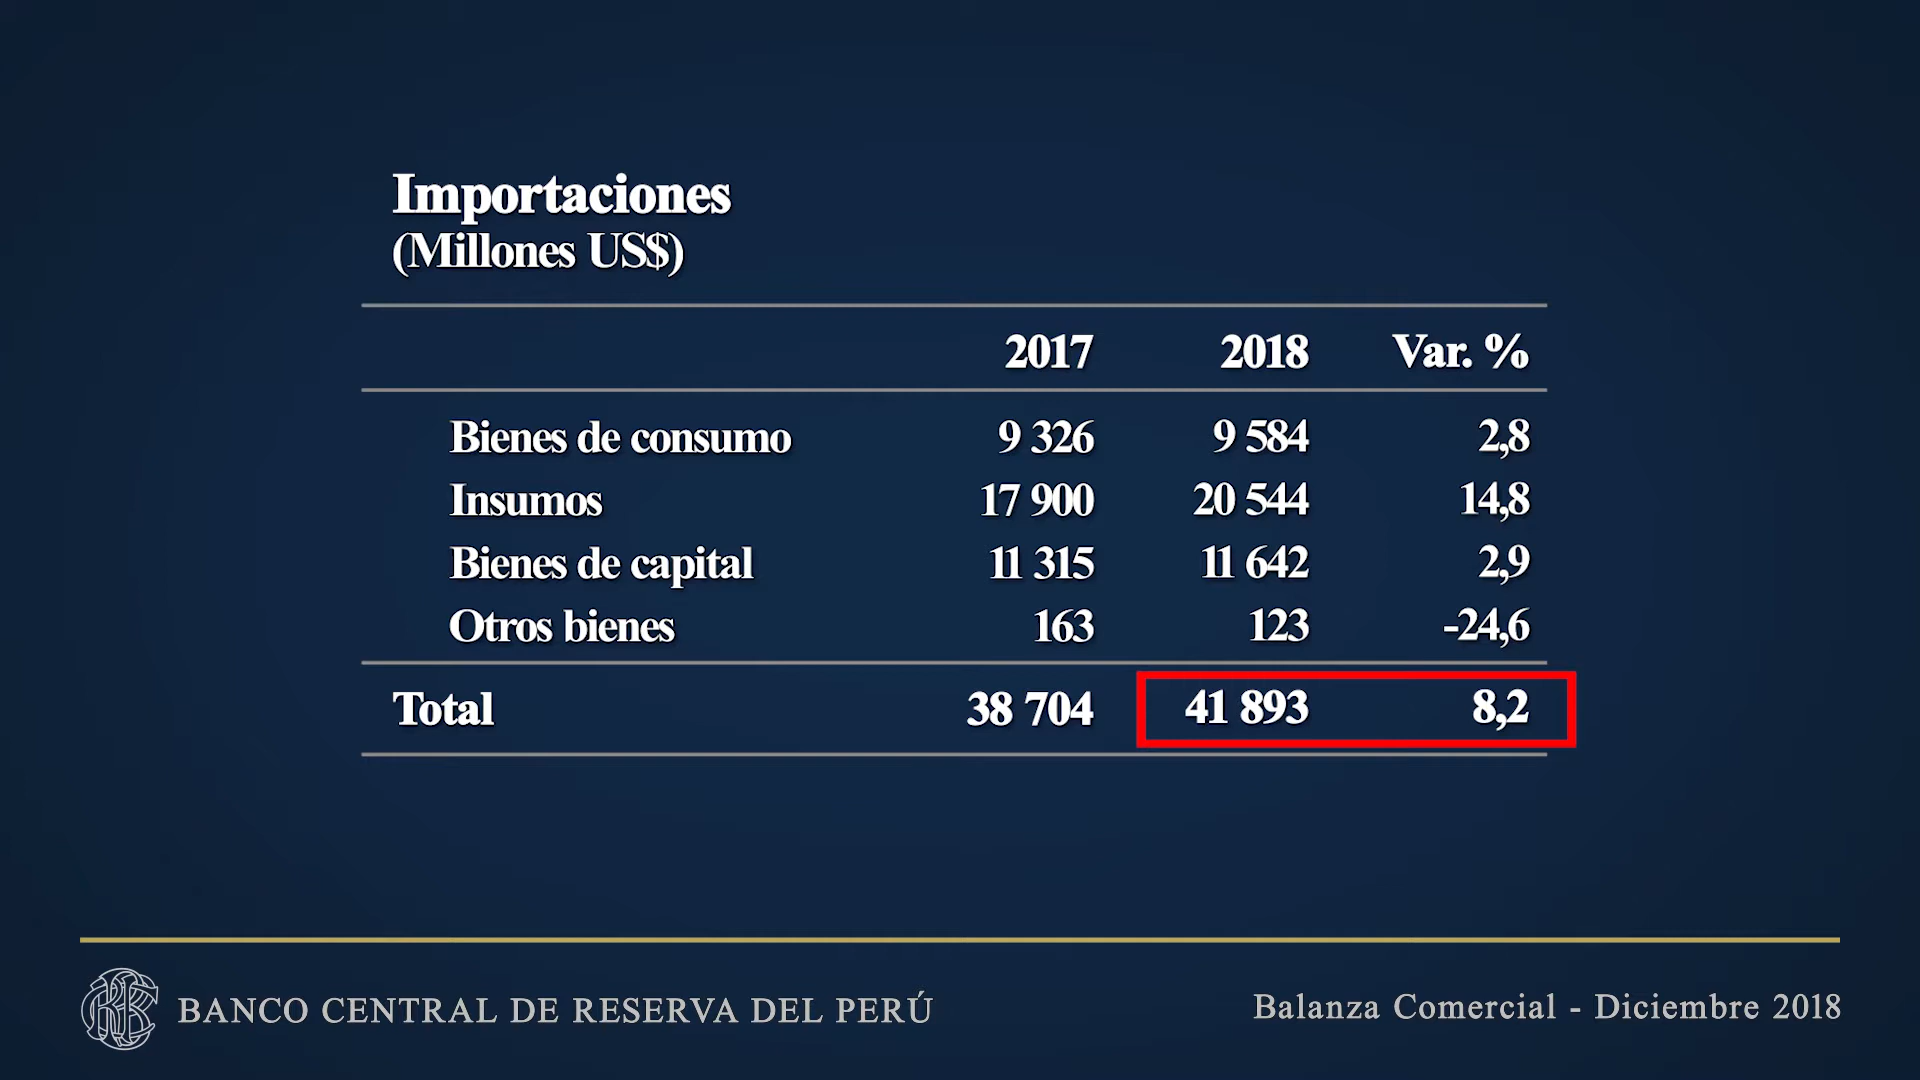 Importaciones
(Millones US$)
2017 2018 Var. %
Bienes de consumo 9 326 9 584 2,8
Insumos 17 900 20 544 14,8
Bienes de capital 11 315 11 642 2,9
Otros bienes 163 123 -24,6
Total 38 704 41 893 8,2
BANCO CENTRAL DE RESERVA DEL PERÚ
Balanza Comercial - Diciembre 2018